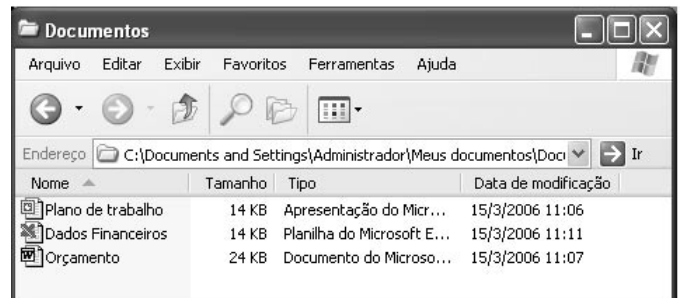 Documentos
Arquivo Editar Exibir Favoritos Ferramentas Ajuda
Endereço C:\Documents and Settings\Administrador\Meus documentos\Doc Ir
Nome Tamanho Tipo Data de modificação
Plano de trabalho 14 KB Apresentação do Micr... 15/3/2006 11:06
Dados Financeiros 14 KB Planilha do Microsoft E... 15/3/2006 11:11
Orçamento 24 KB Documento do Microso... 15/3/2006 11:07